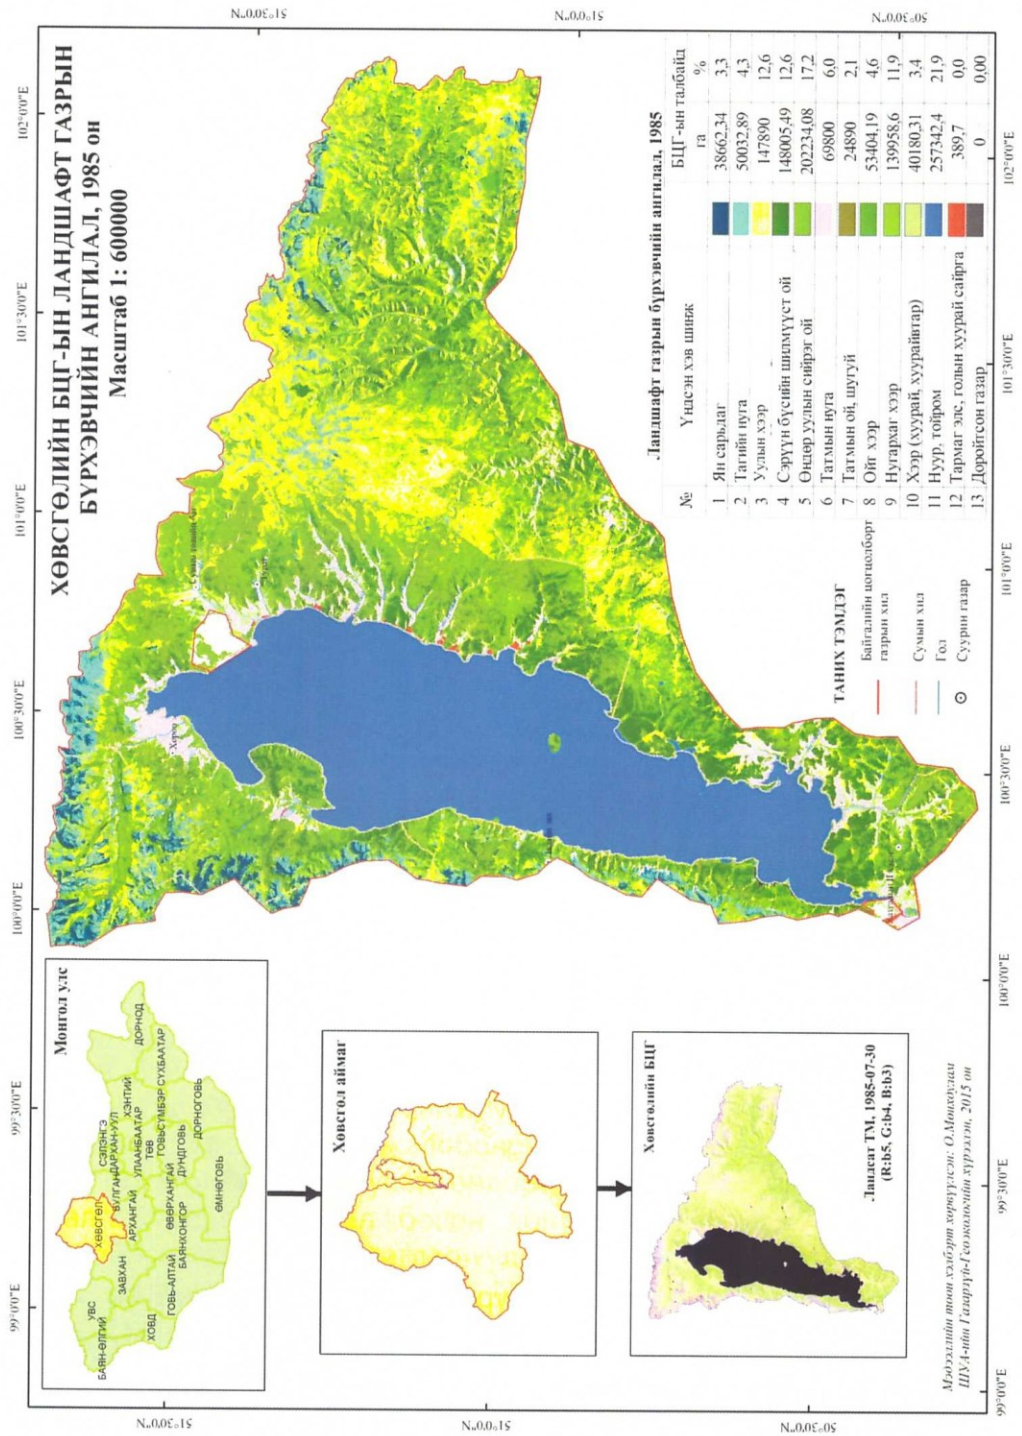 ХӨВСГӨЛИЙН БЦГ-ЫН ЛАНДШАФТ ГАЗРЫН
БҮРХЭВЧИЙН АНГИЛАЛ, 1985 он
Масштаб 1: 600000
99°0'0"E
99°30'0"E
100°0'0"E
100°30'0"E
101°0'0"E
101°30'0"E
102°0'0"E
51°30'0"N
51°0'0"N
50°30'0"N
Монгол улс
БАЯН-ӨЛГИЙ
УВС
ХОВД
ЗАВХАН
ГОВЬ-АЛТАЙ
ХӨВСГӨЛ
АРХАНГАЙ
БАЯНХОНГОР
ӨВӨРХАНГАЙ
БУЛГАН
ДАРХАН-УУЛ
СЭЛЭНГЭ
УЛААНБААТАР
ТӨВ
ХЭНТИЙ
ДОРНОД
ГОВЬСҮМБЭР
СҮХБААТАР
ДУНДГОВЬ
ДОРНОГОВЬ
ӨМНӨГОВЬ
Ховсгол аймаг
Ховсголийн БЦГ
Ландсат ТМ, 1985-07-30
(R:b5, G:b4, B:b3)
Мэдээллийн тоон хэлбэрт хөрвүүлсэн: О.Мөнхдулам
ШУА-ийн Газарзүй-Геоэкологийн хүрээлэн, 2015 он
Хороо
ТАНИХ ТЭМДЭГ
Байгалийн цогцолборт
газрын хил
Сумын хил
Гол
Суурин газар
Ландшафт газрын бүрхэвчийн ангилал, 1985
№ Үндсэн хэв шинж БЦГ-ын талбайд
га %
1 Ян сарьдаг 38662,34 3,3
2 Тагийн нуга 50032,89 4,3
3 Уулын хээр 147890 12,6
4 Сэрүүн бүсийн шилмүүст ой 148005,49 12,6
5 Өндөр уулын сийрэг ой 202234,08 17,2
6 Татмын нуга 69800 6,0
7 Татмын ой, шугуй 24890 2,1
8 Ойт хээр 53404,19 4,6
9 Нугархаг хээр 139958,6 11,9
10 Хээр (хуурай, хуурайвтар) 40180,31 3,4
11 Нуур, тойром 257342,4 21,9
12 Тармаг элс, голын хуурай сайрга 389,7 0,0
13 Доройтсон газар 0 0,00